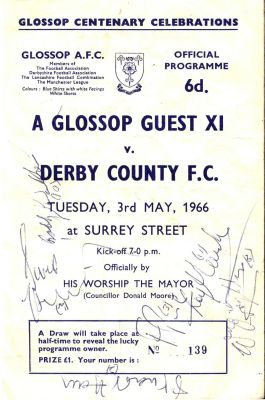 GLOSSOP CENTENARY CELEBRATIONS
GLOSSOP A.F.C.
Members of
The Football Association
Derbyshire Football Association
The Lancashire Football Combination
The Manchester League
Colours : Blue Shirts with white Facings
White Shorts
OFFICIAL
PROGRAMME
6d.
A GLOSSOP GUEST XI
v.
DERBY COUNTY F.C.
TUESDAY, 3rd MAY, 1966
at SURREY STREET
Kick-off 7-0 p.m.
Officially by
HIS WORSHIP THE MAYOR
(Councillor Donald Moore)
A Draw will take place at
half-time to reveal the lucky
programme owner.
PRIZE £1. Your number is :
No 139